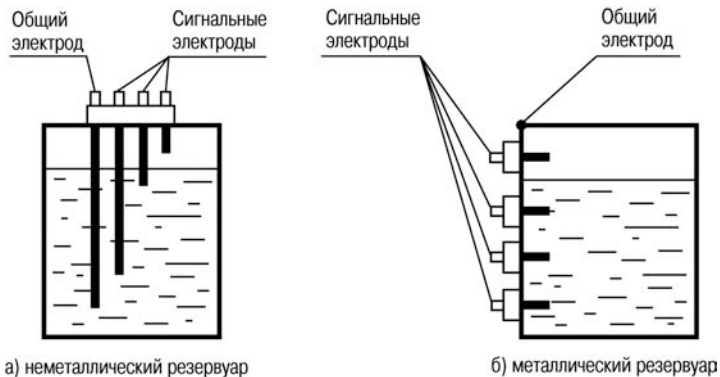 Общий
электрод
Сигнальные
электроды
Сигнальные
электроды
Общий
электрод
а) неметаллический резервуар
б) металлический резервуар